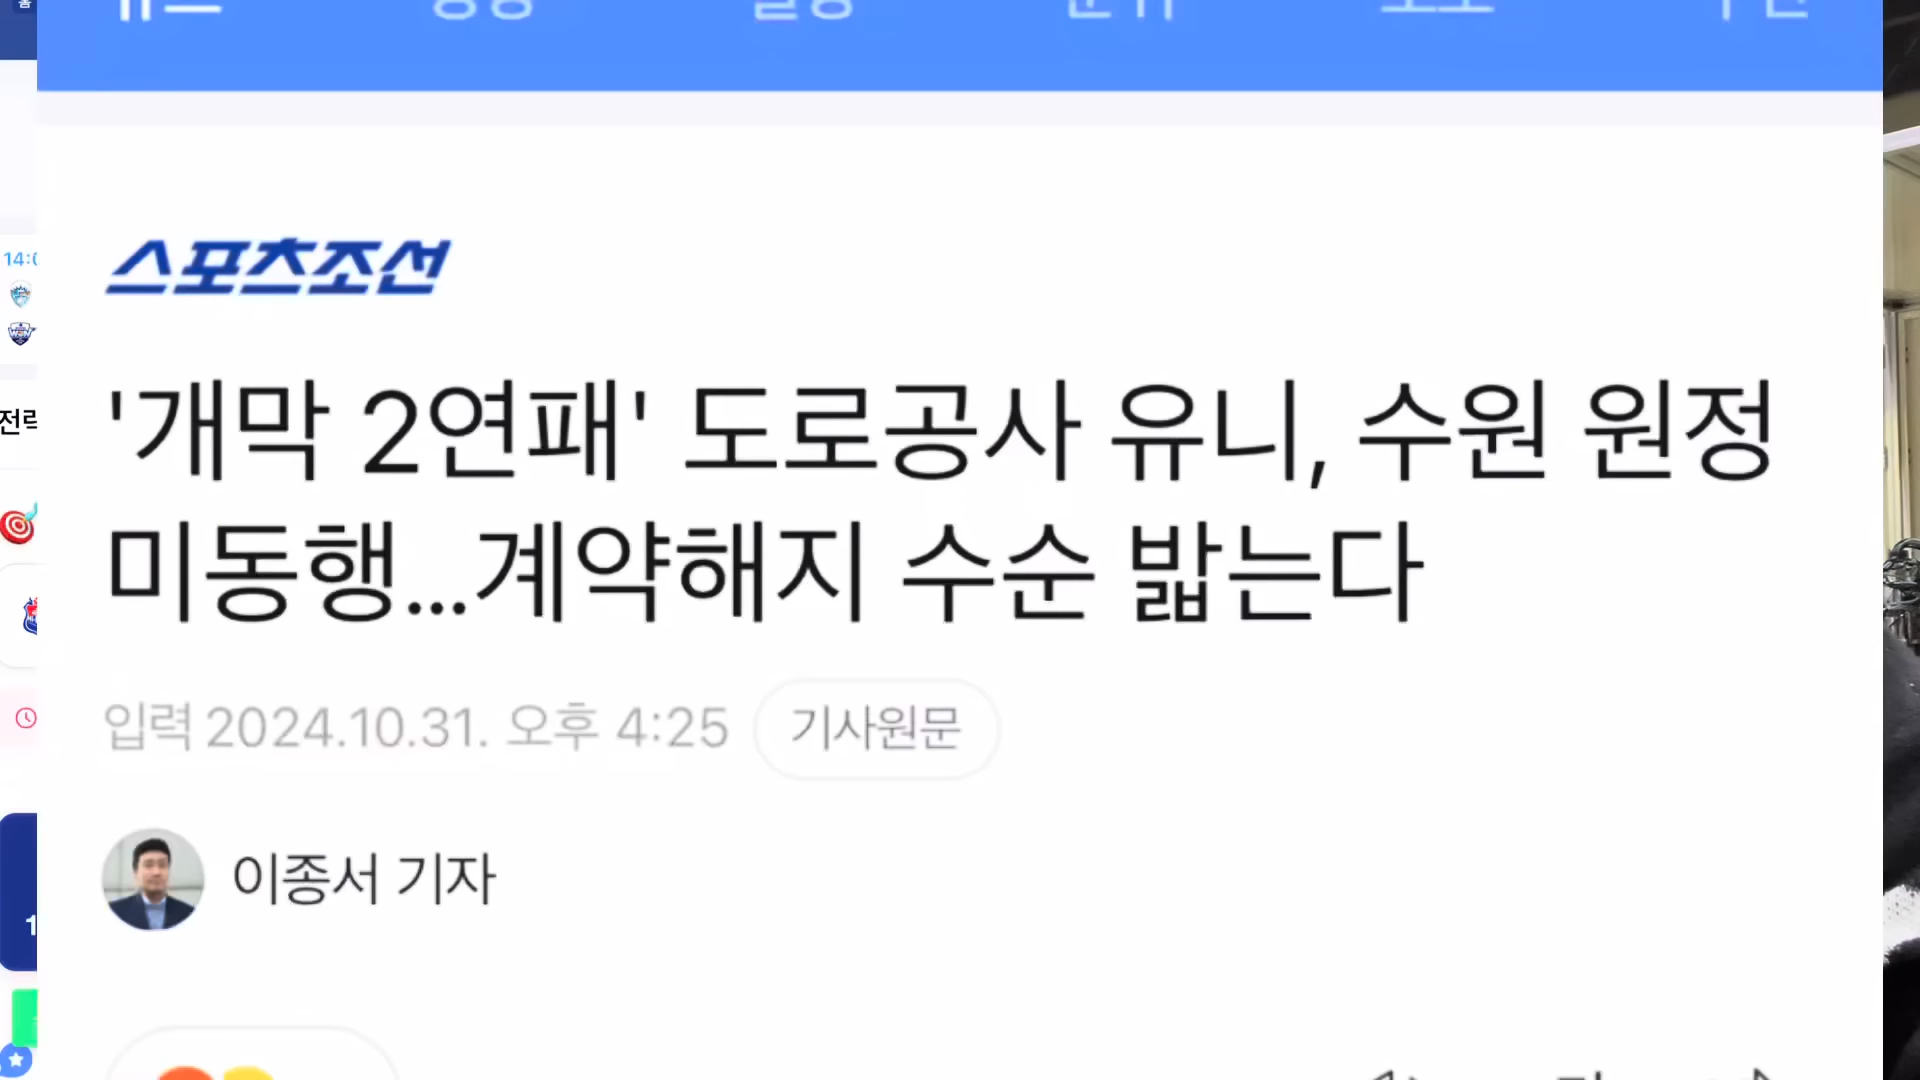 스포츠조선
'개막 2연패' 도로공사 유니, 수원 원정
미동행...계약해지 수순 밟는다
입력 2024.10.31. 오후 4:25
기사원문
이종서 기자